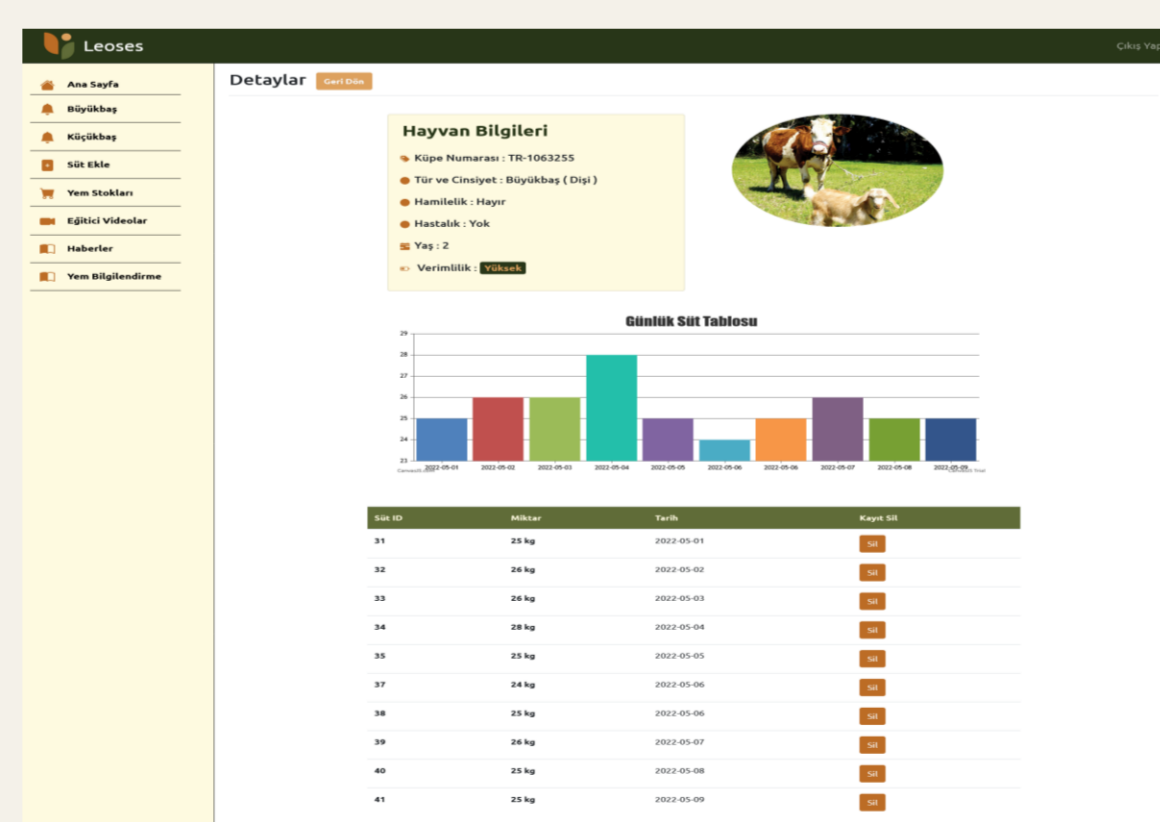 Leoses
Çıkış Yap
Ana Sayfa
Büyükbaş
Küçükbaş
Süt Ekle
Yem Stokları
Eğitici Videolar
Haberler
Yem Bilgilendirme
Detaylar Geri Dön
Hayvan Bilgileri
Küpe Numarası : TR-1063255
Tür ve Cinsiyet : Büyükbaş ( Dişi )
Hamilelik : Hayır
Hastalık : Yok
Yaş : 2
Verimlilik : Yüksek
Günlük Süt Tablosu
29
28
27
26
25
24
23
2022-05-01 2022-05-02 2022-05-03 2022-05-04 2022-05-05 2022-05-06 2022-05-06 2022-05-07 2022-05-08 2022-05-09
Süt ID Miktar Tarih Kayıt Sil
31 25 kg 2022-05-01 Sil
32 26 kg 2022-05-02 Sil
33 26 kg 2022-05-03 Sil
34 28 kg 2022-05-04 Sil
35 25 kg 2022-05-05 Sil
37 24 kg 2022-05-06 Sil
38 25 kg 2022-05-06 Sil
39 26 kg 2022-05-07 Sil
40 25 kg 2022-05-08 Sil
41 25 kg 2022-05-09 Sil